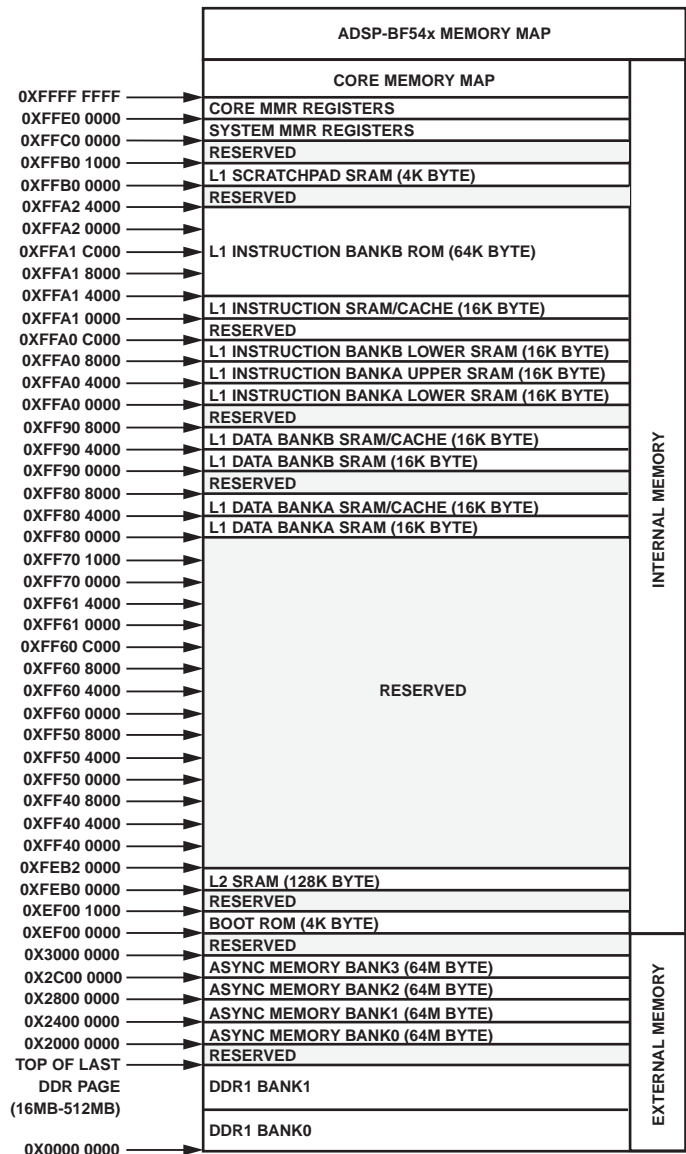 ADSP-BF54x MEMORY MAP
CORE MEMORY MAP
0XFFFF FFFF
CORE MMR REGISTERS
0XFFE0 0000
SYSTEM MMR REGISTERS
0XFFC0 0000
RESERVED
0XFFB0 1000
L1 SCRATCHPAD SRAM (4K BYTE)
0XFFB0 0000
RESERVED
0XFFA2 4000
0XFFA2 0000
0XFFA1 C000
L1 INSTRUCTION BANKB ROM (64K BYTE)
0XFFA1 8000
0XFFA1 4000
L1 INSTRUCTION SRAM/CACHE (16K BYTE)
0XFFA1 0000
RESERVED
0XFFA0 C000
L1 INSTRUCTION BANKB LOWER SRAM (16K BYTE)
0XFFA0 8000
L1 INSTRUCTION BANKA UPPER SRAM (16K BYTE)
0XFFA0 4000
L1 INSTRUCTION BANKA LOWER SRAM (16K BYTE)
0XFFA0 0000
RESERVED
0XFF90 8000
L1 DATA BANKB SRAM/CACHE (16K BYTE)
0XFF90 4000
L1 DATA BANKB SRAM (16K BYTE)
0XFF90 0000
RESERVED
0XFF80 8000
L1 DATA BANKA SRAM/CACHE (16K BYTE)
0XFF80 4000
L1 DATA BANKA SRAM (16K BYTE)
0XFF80 0000
0XFF70 1000
0XFF70 0000
0XFF61 4000
0XFF61 0000
0XFF60 C000
0XFF60 8000
0XFF60 4000
RESERVED
0XFF60 0000
0XFF50 8000
0XFF50 4000
0XFF50 0000
0XFF40 8000
0XFF40 4000
0XFF40 0000
0XFEB2 0000
L2 SRAM (128K BYTE)
0XFEB0 0000
RESERVED
0XEF00 1000
BOOT ROM (4K BYTE)
0XEF00 0000
RESERVED
0X3000 0000
ASYNC MEMORY BANK3 (64M BYTE)
0X2C00 0000
ASYNC MEMORY BANK2 (64M BYTE)
0X2800 0000
ASYNC MEMORY BANK1 (64M BYTE)
0X2400 0000
ASYNC MEMORY BANK0 (64M BYTE)
0X2000 0000
RESERVED
TOP OF LAST
DDR PAGE
(16MB-512MB)
DDR1 BANK1
DDR1 BANK0
0X0000 0000
INTERNAL MEMORY
EXTERNAL MEMORY